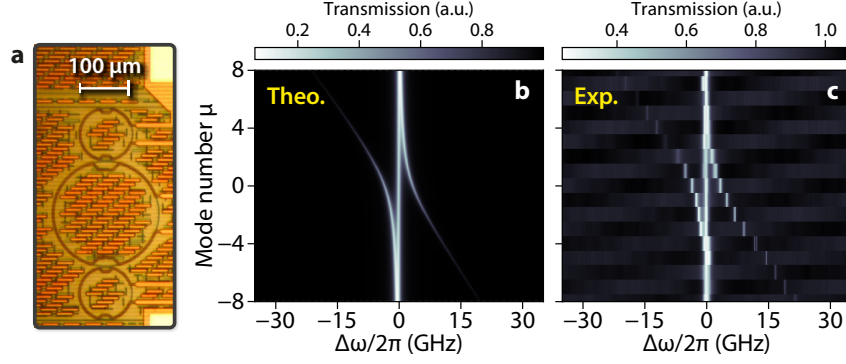 a
100 μm
Transmission (a.u.)
0.2 0.4 0.6 0.8
Mode number μ
8
4
0
−4
−8
Theo.
b
−30 −15 0 15 30
Δω/2π (GHz)
Transmission (a.u.)
0.4 0.6 0.8 1.0
Exp.
c
−30 −15 0 15 30
Δω/2π (GHz)